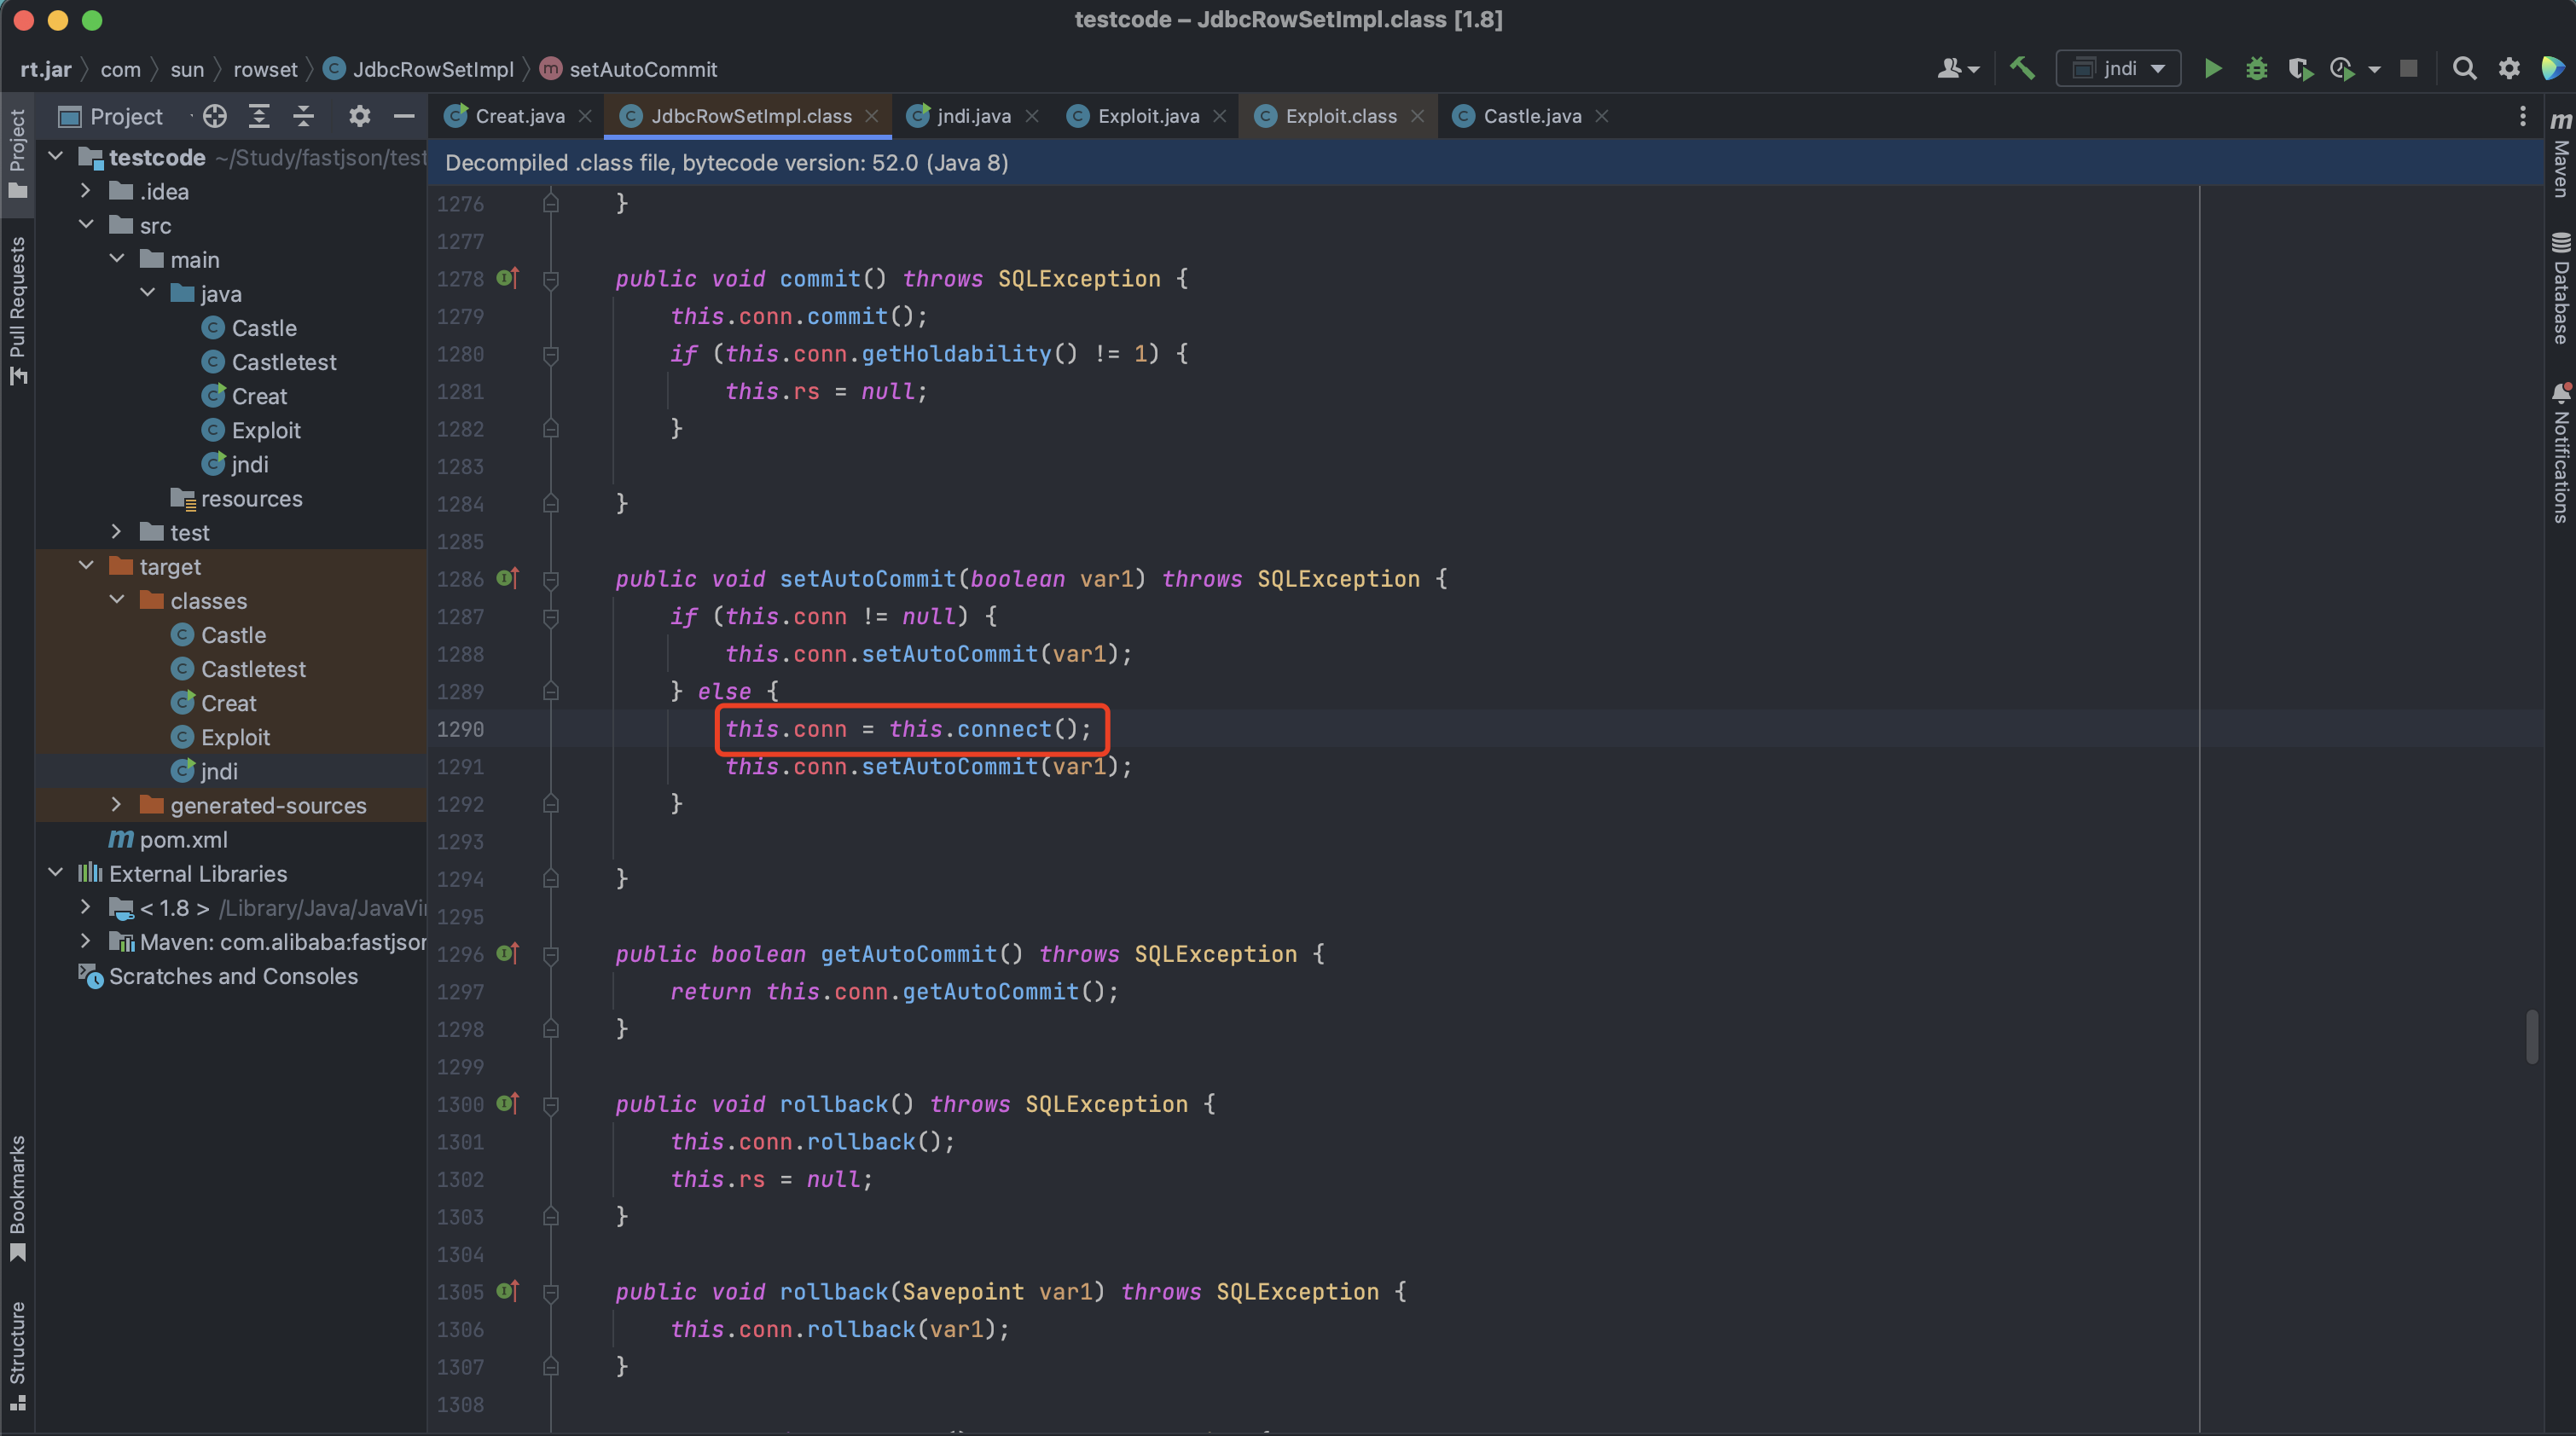 testcode – JdbcRowSetImpl.class [1.8]
rt.jar com sun rowset JdbcRowSetImpl setAutoCommit
jndi
Project
Creat.java JdbcRowSetImpl.class jndi.java Exploit.java Exploit.class Castle.java
Decompiled .class file, bytecode version: 52.0 (Java 8)
Project
Pull Requests
Bookmarks
Structure
testcode ~/Study/fastjson/test
.idea
src
main
java
Castle
Castletest
Creat
Exploit
jndi
resources
test
target
classes
Castle
Castletest
Creat
Exploit
jndi
generated-sources
pom.xml
External Libraries
< 1.8 > /Library/Java/JavaVi
Maven: com.alibaba:fastjson
Scratches and Consoles
1276 }
1277
1278 public void commit() throws SQLException {
1279 this.conn.commit();
1280 if (this.conn.getHoldability() != 1) {
1281 this.rs = null;
1282 }
1283
1284 }
1285
1286 public void setAutoCommit(boolean var1) throws SQLException {
1287 if (this.conn != null) {
1288 this.conn.setAutoCommit(var1);
1289 } else {
1290 this.conn = this.connect();
1291 this.conn.setAutoCommit(var1);
1292 }
1293
1294 }
1295
1296 public boolean getAutoCommit() throws SQLException {
1297 return this.conn.getAutoCommit();
1298 }
1299
1300 public void rollback() throws SQLException {
1301 this.conn.rollback();
1302 this.rs = null;
1303 }
1304
1305 public void rollback(Savepoint var1) throws SQLException {
1306 this.conn.rollback(var1);
1307 }
1308
Maven
Database
Notifications